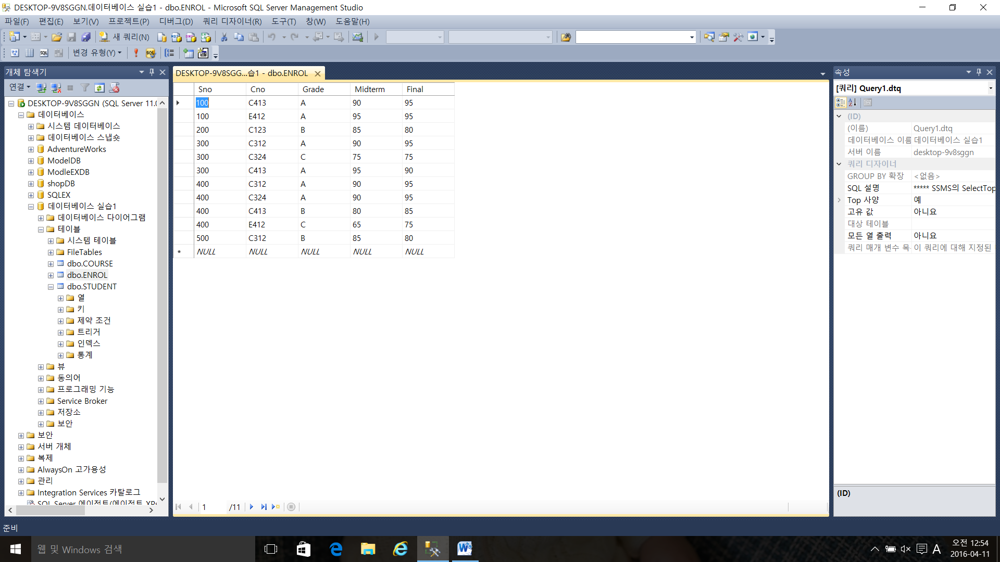 DESKTOP-9V8SGGN.데이터베이스 실습1 - dbo.ENROL - Microsoft SQL Server Management Studio
파일(F) 편집(E) 보기(V) 프로젝트(P) 디버그(D) 쿼리 디자이너(R) 도구(T) 창(W) 도움말(H)
새 쿼리(N)
변경 유형(Y)
개체 탐색기
연결
DESKTOP-9V8SGGN (SQL Server 11.0
데이터베이스
시스템 데이터베이스
데이터베이스 스냅숏
AdventureWorks
ModelDB
ModleEXDB
shopDB
SQLEX
데이터베이스 실습1
데이터베이스 다이어그램
테이블
시스템 테이블
FileTables
dbo.COURSE
dbo.ENROL
dbo.STUDENT
열
키
제약 조건
트리거
인덱스
통계
뷰
동의어
프로그래밍 기능
Service Broker
저장소
보안
보안
서버 개체
복제
AlwaysOn 고가용성
관리
Integration Services 카탈로그
SQL Server 에이전트(에이전트 XPs
DESKTOP-9V8SGG...습1 - dbo.ENROL
Sno Cno Grade Midterm Final
100 C413 A 90 95
100 E412 A 95 95
200 C123 B 85 80
300 C312 A 90 95
300 C324 C 75 75
300 C413 A 95 90
400 C312 A 90 95
400 C324 A 90 95
400 C413 B 80 85
400 E412 C 65 75
500 C312 B 85 80
NULL NULL NULL NULL NULL
1 /11
속성
[쿼리] Query1.dtq
(ID)
(이름) Query1.dtq
데이터베이스 이름 데이터베이스 실습1
서버 이름 desktop-9v8sggn
쿼리 디자이너
GROUP BY 확장 <없음>
SQL 설명 ***** SSMS의 SelectTop
Top 사양 예
고유 값 아니요
대상 테이블
모든 열 출력 아니요
쿼리 매개 변수 목 이 쿼리에 대해 지정된
(ID)
준비
웹 및 Windows 검색
A
오전 12:54
2016-04-11